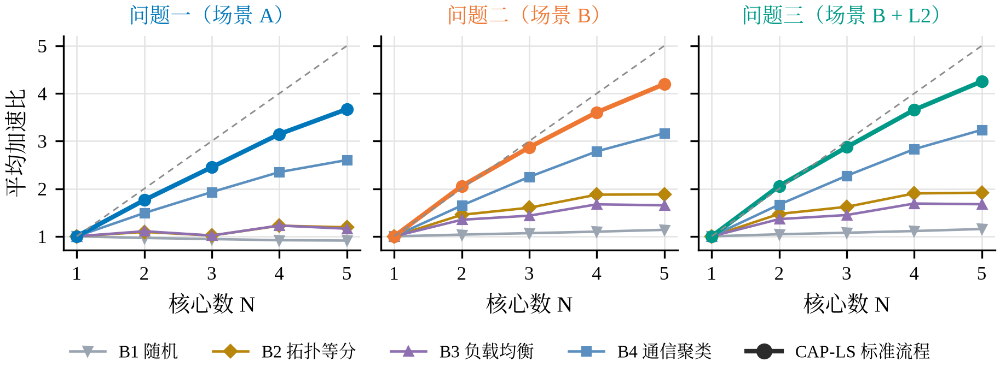 问题一（场景 A）
问题二（场景 B）
问题三（场景 B + L2）
平均加速比
5
4
3
2
1
1 2 3 4 5
1 2 3 4 5
1 2 3 4 5
核心数 N
核心数 N
核心数 N
B1 随机
B2 拓扑等分
B3 负载均衡
B4 通信聚类
CAP-LS 标准流程